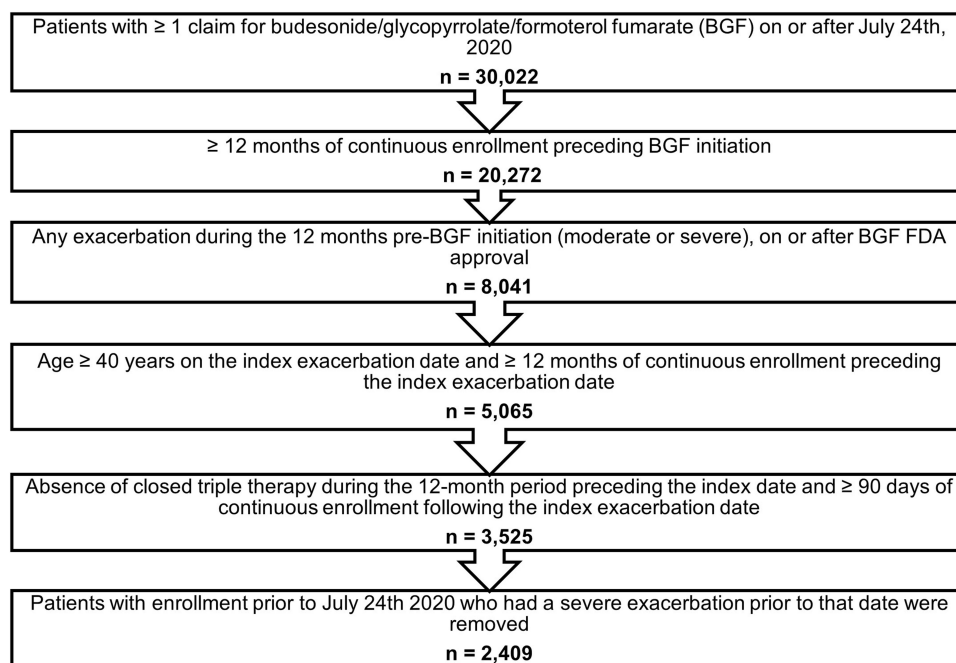 Patients with ≥ 1 claim for budesonide/glycopyrrolate/formoterol fumarate (BGF) on or after July 24th,
2020
n = 30,022
≥ 12 months of continuous enrollment preceding BGF initiation
n = 20,272
Any exacerbation during the 12 months pre-BGF initiation (moderate or severe), on or after BGF FDA
approval
n = 8,041
Age ≥ 40 years on the index exacerbation date and ≥ 12 months of continuous enrollment preceding
the index exacerbation date
n = 5,065
Absence of closed triple therapy during the 12-month period preceding the index date and ≥ 90 days of
continuous enrollment following the index exacerbation date
n = 3,525
Patients with enrollment prior to July 24th 2020 who had a severe exacerbation prior to that date were
removed
n = 2,409